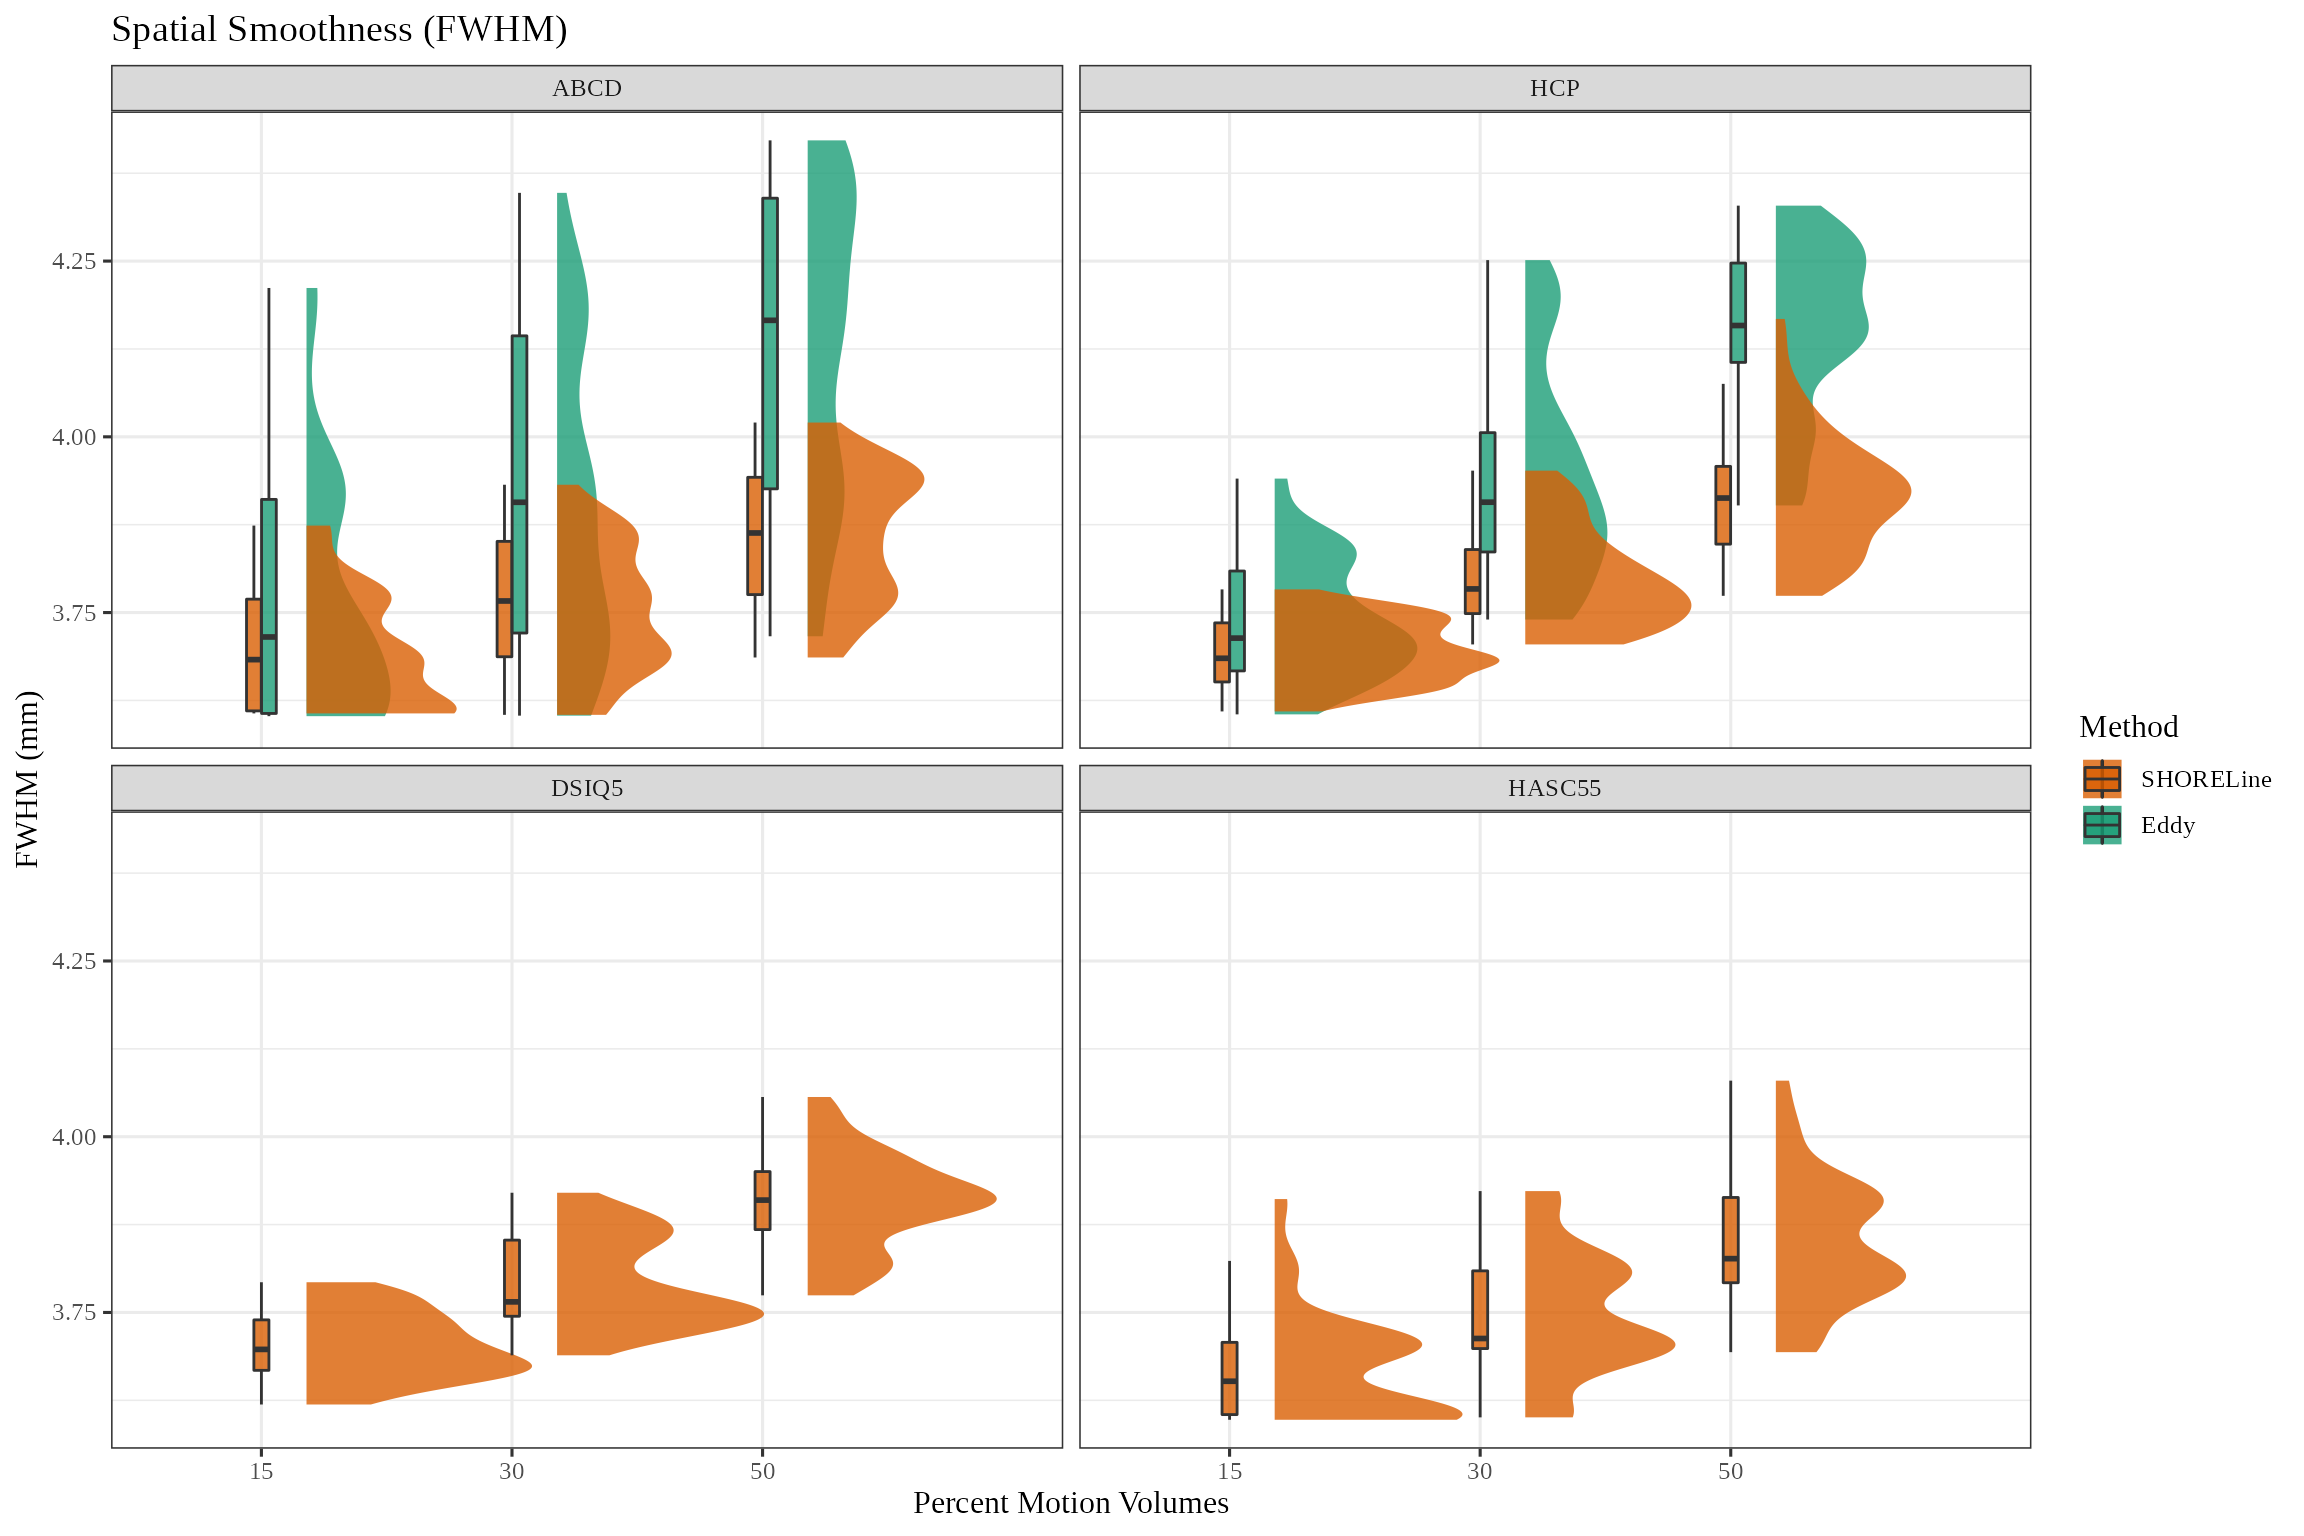 Spatial Smoothness (FWHM)
ABCD
HCP
4.25
4.00
3.75
DSIQ5
HASC55
4.25
4.00
3.75
15
30
50
15
30
50
Percent Motion Volumes
FWHM (mm)
Method
SHORELine
Eddy